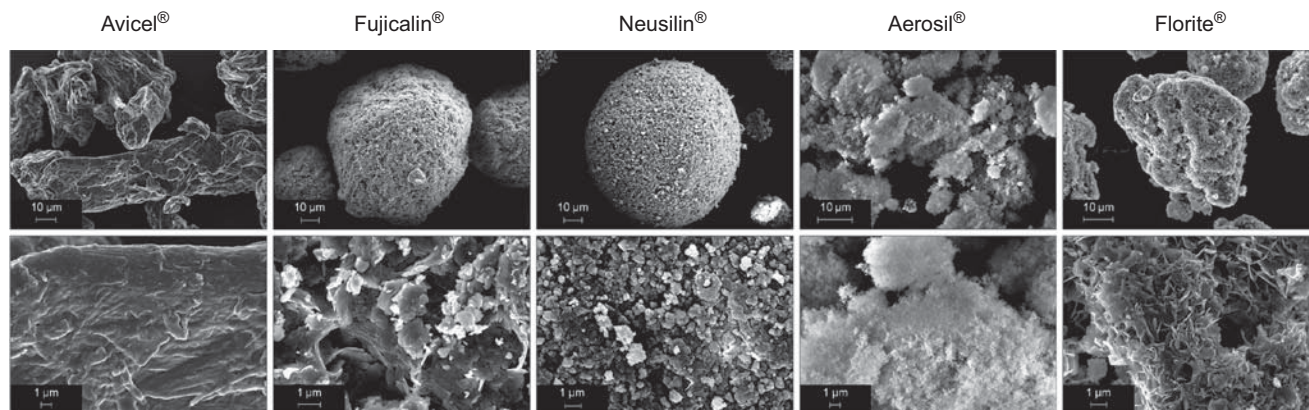 Avicel® Fujicalin® Neusilin® Aerosil® Florite®
10 μm 10 μm 10 μm 10 μm 10 μm
1 μm 1 μm 1 μm 1 μm 1 μm